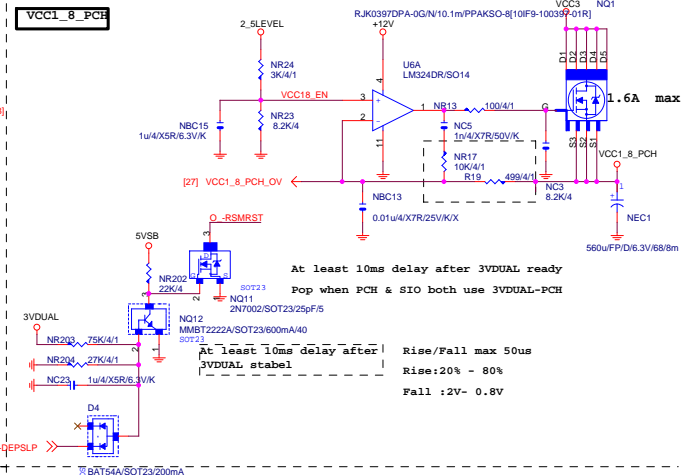 VCC1_8_PCH
RJK0397DPA-0G/N/10.1m/PPAKSO-8[10IF9-100397-01R]
NQ1
VCC3
2_5LEVEL
+12V
D1
D2
D3
D4
D5
NR24
3K/4/1
U6A
LM324DR/SO14
4
VCC18_EN
3
+
1
NR13
100/4/1
G
1.6A max
2
-
11
NBC15
1u/4/X5R/6.3V/K
NR23
8.2K/4
NC5
1n/4/X7R/50V/K
S3
S2
S1
NR17
10K/4/1
VCC1_8_PCH
[27] VCC1_8_PCH_OV
R19
499/4/1
1
NBC13
0.01u/4/X7R/25V/K/X
NC3
8.2K/4
NEC1
560u/FP/D/6.3V/68/8m
O_-RSMRST
3
5VSB
D
G
S
NR202
22K/4
SOT23
2
1
At least 10ms delay after 3VDUAL ready
Pop when PCH & SIO both use 3VDUAL-PCH
3
NQ11
2N7002/SOT23/25pF/5
NQ12
MMBT2222A/SOT23/600mA/40
SOT23
3VDUAL
NR203
75K/4/1
2
1
At least 10ms delay after
3VDUAL stabel
Rise/Fall max 50us
Rise:20% - 80%
Fall :2V- 0.8V
NR204
27K/4/1
NC23
1u/4/X5R/6.3V/K
D4
-DEPSLP
BAT54A/SOT23/200mA